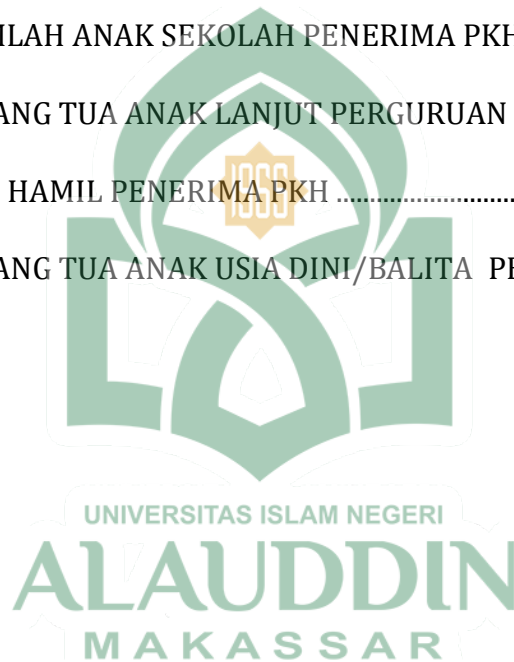 ILAH ANAK SEKOLAH PENERIMA PKH
ANG TUA ANAK LANJUT PERGURUAN
HAMIL PENERIMA PKH ............................
ANG TUA ANAK USIA DINI/BALITA
UNIVERSITAS ISLAM NEGERI
ALAUDDIN
MAKASSAR